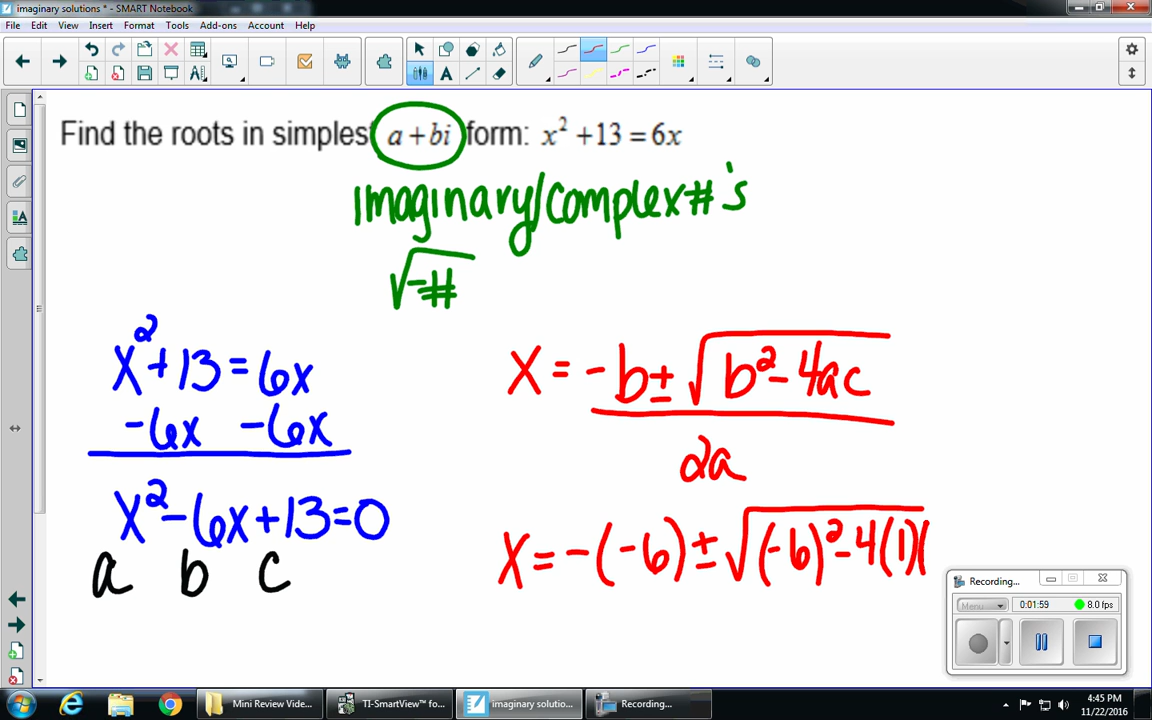 imaginary solutions * - SMART Notebook
File Edit View Insert Format Tools Add-ons Account Help
Find the roots in simplest a + bi form: x² + 13 = 6x
Imaginary/Complex #'s
√-#
x² + 13 = 6x
-6x -6x
x² - 6x + 13 = 0
a b c
x = -b ± √b² - 4ac
2a
x = -(-6) ± √(-6)² - 4(1)(
Recording...
Menu
0:01:59
8.0 fps
Mini Review Vide...
TI-SmartView™ fo...
imaginary solutio...
Recording...
4:45 PM
11/22/2016